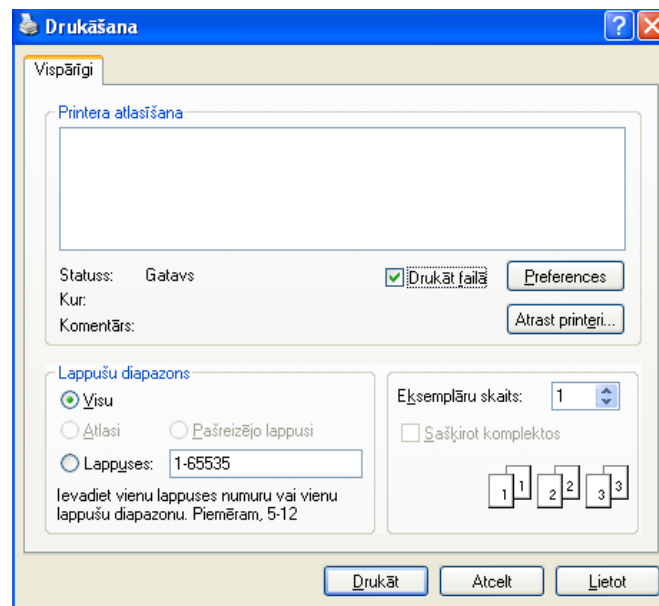 Drukāšana
Vispārīgi
Printera atlasīšana
Statuss: Gatavs
Drukāt failā
Preferences
Kur:
Komentārs:
Atrast printeri...
Lappušu diapazons
Visu
Atlasi
Pašreizējo lappusi
Lappuses: 1-65535
Ievadiet vienu lappuses numuru vai vienu
lappušu diapazonu. Piemēram, 5-12
Eksemplāru skaits: 1
Sašķirot komplektos
1 1 2 2 3 3
Drukāt
Atcelt
Lietot